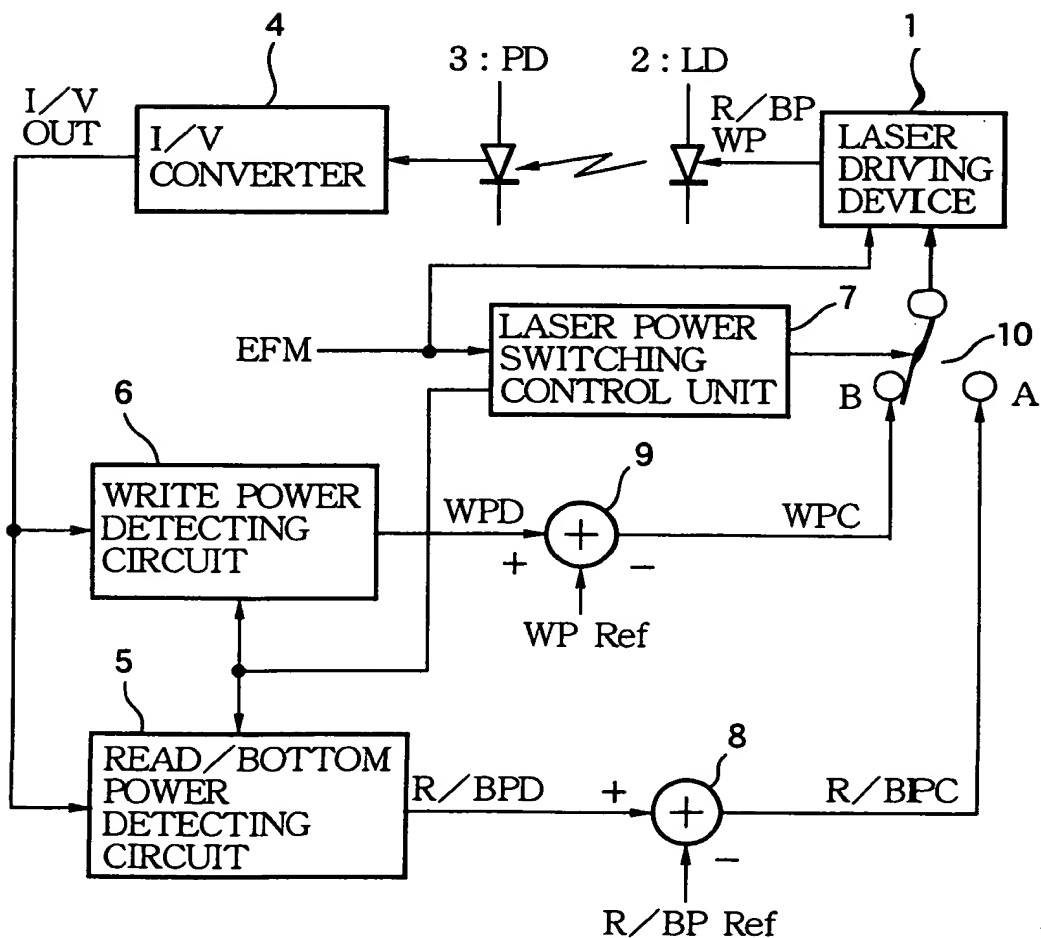 4
1
3 : PD
2 : LD
I/V
OUT
I/V
CONVERTER
R/BP
WP
LASER
DRIVING
DEVICE
7
EFM
LASER POWER
SWITCHING
CONTROL UNIT
10
B
A
6
WRITE POWER
DETECTING
CIRCUIT
WPD
9
+
+
−
WPC
WP Ref
5
READ/BOTTOM
POWER
DETECTING
CIRCUIT
R/BPD
8
+
+
−
R/BPC
R/BP Ref